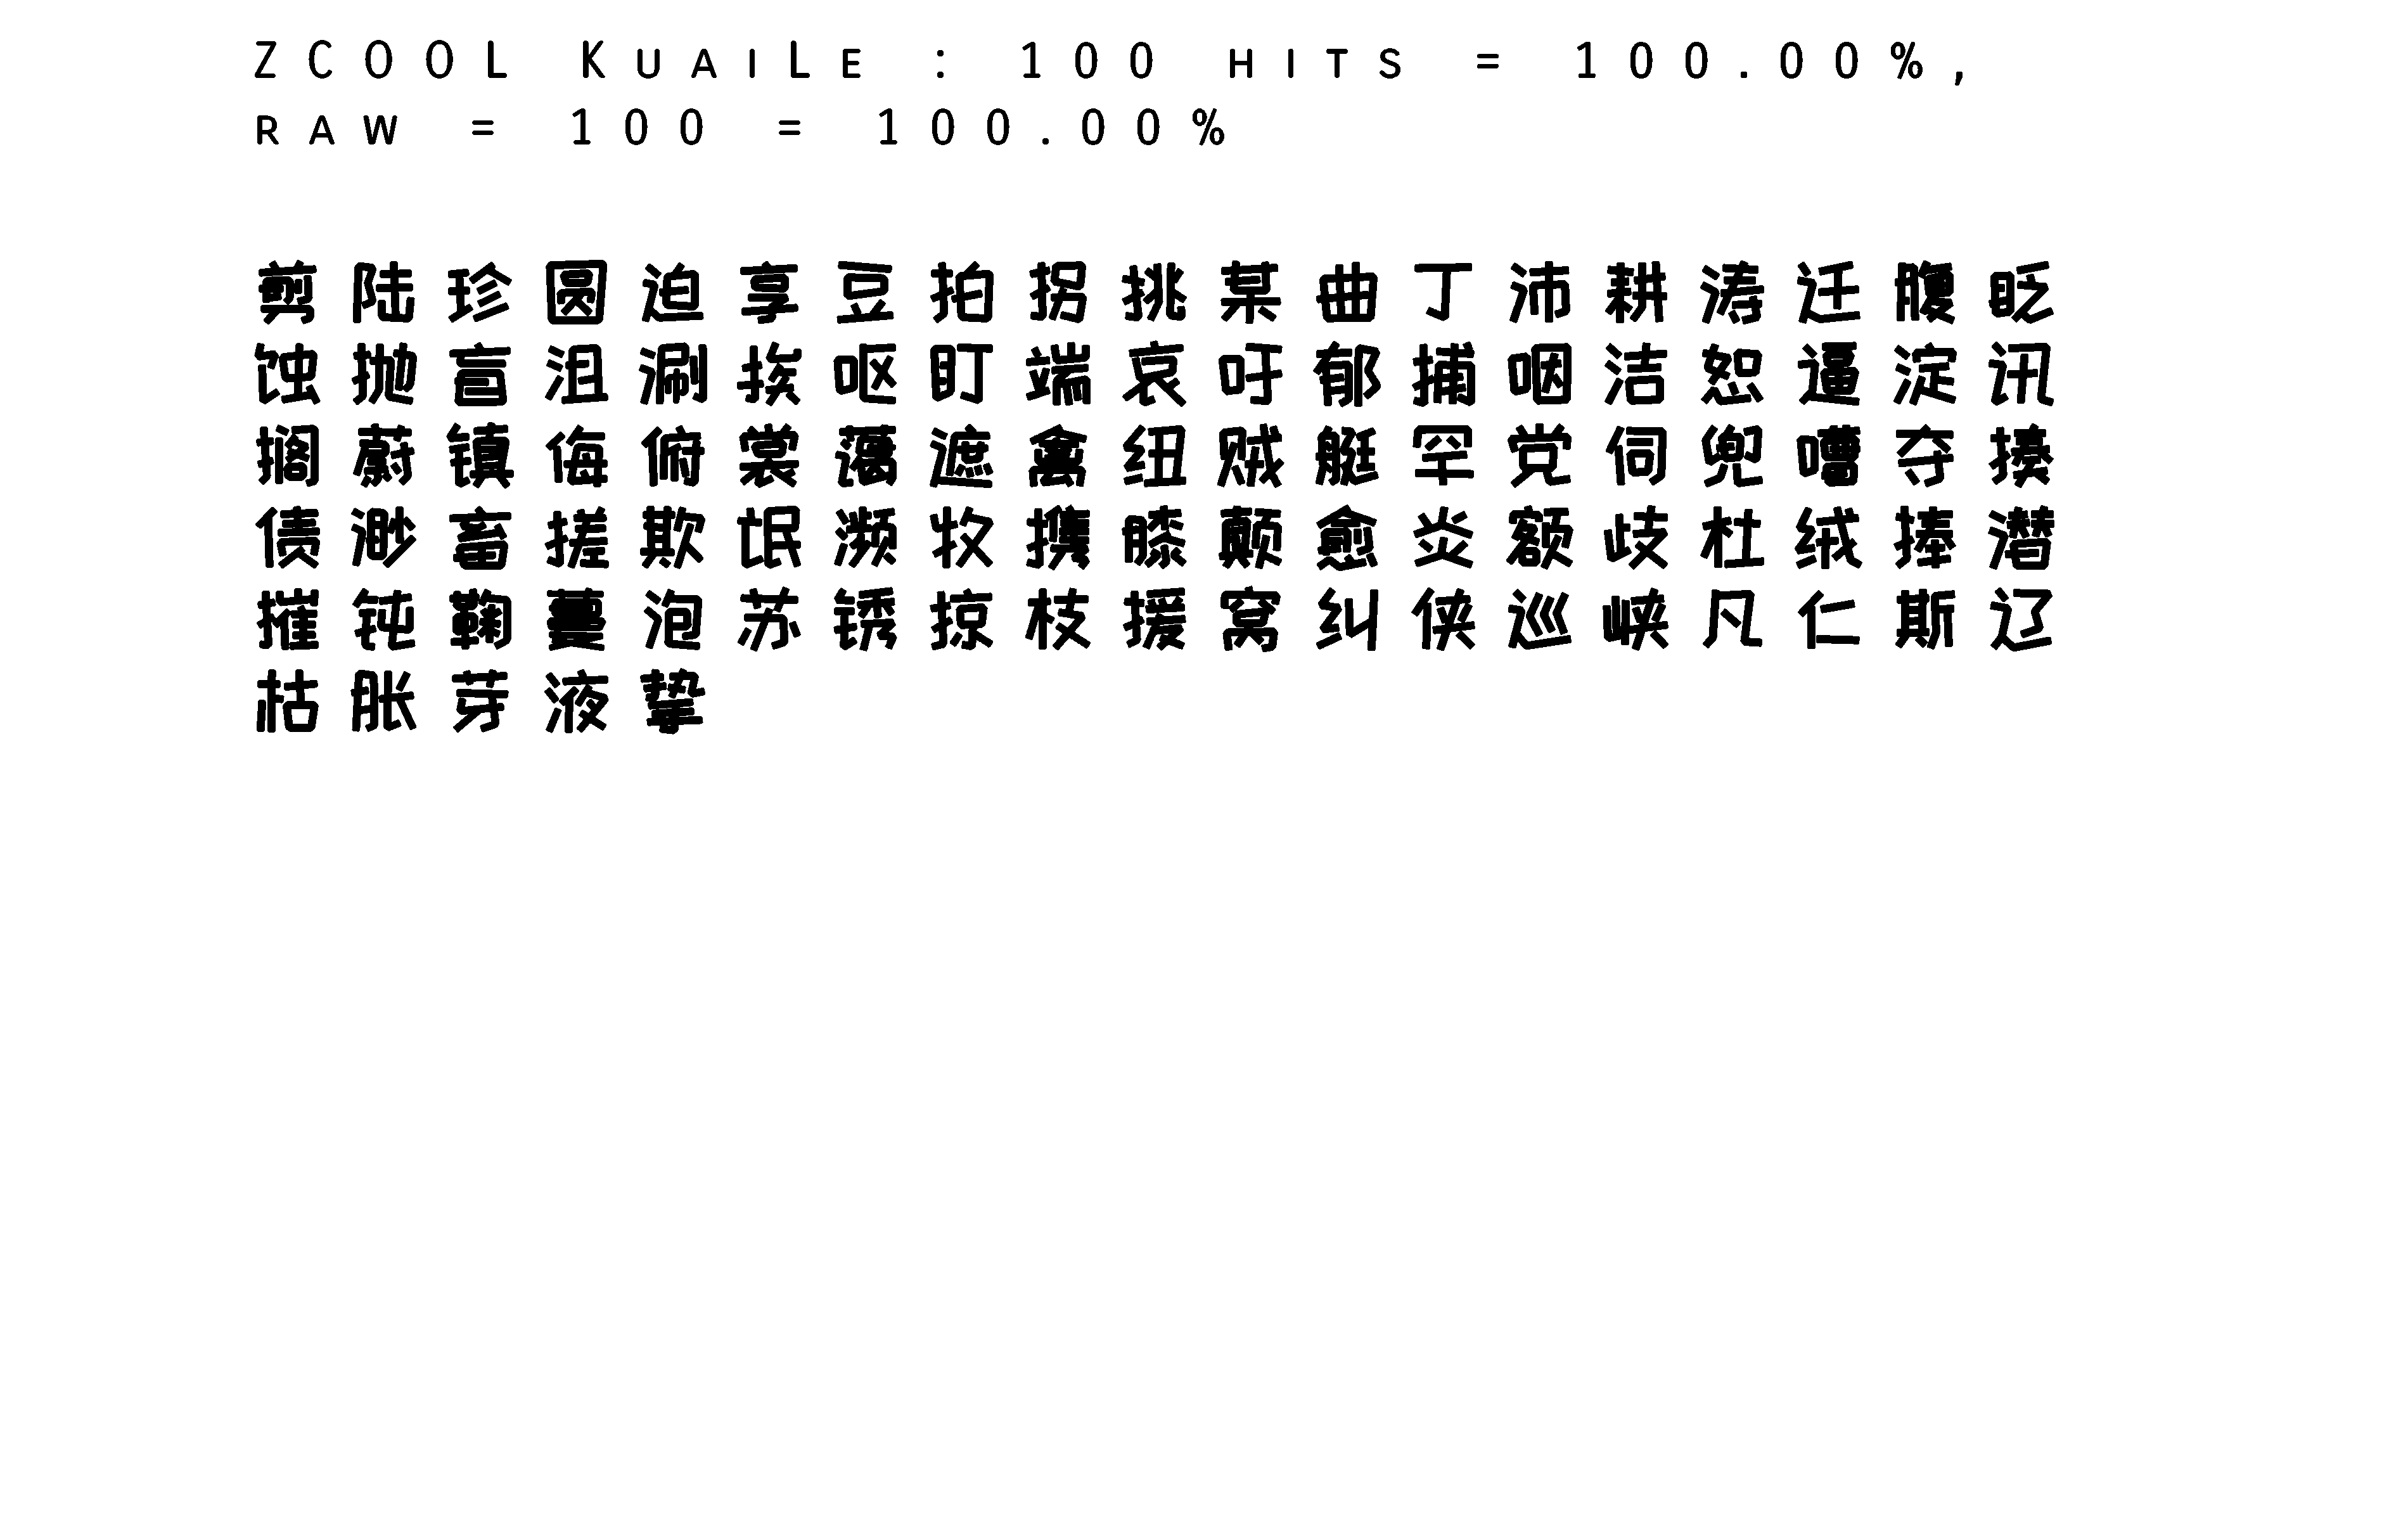 ZCOOL KuaiLe : 100 hits = 100.00%,
raw = 100 = 100.00%
剪陆珍圆迫享豆拍拐挑某曲丁沛耕涛迁腹眨
蚀抛盲沮涮挨呕盯端哀吁郁捕咽洁恕逼淀讯
搁蔚镇侮俯裳蔼遮禽纽贼艇罕党伺兜嘈夺揍
债渺畜搓欺氓濒牧携膝颠愈炎额歧杜绒捧潜
摧钝鞠蔓泡苏锈掠枝援窝纠侠巡峡凡仁斯辽
枯胀芽液挚